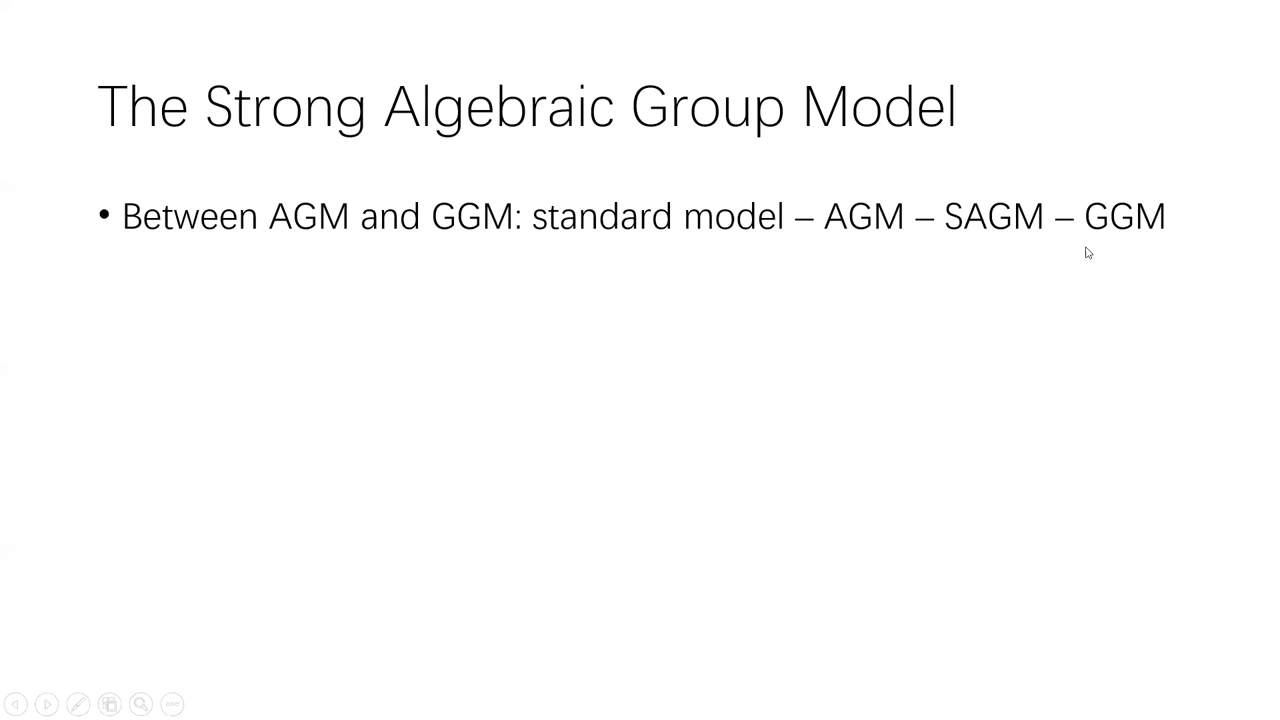 The Strong Algebraic Group Model
• Between AGM and GGM: standard model – AGM – SAGM – GGM